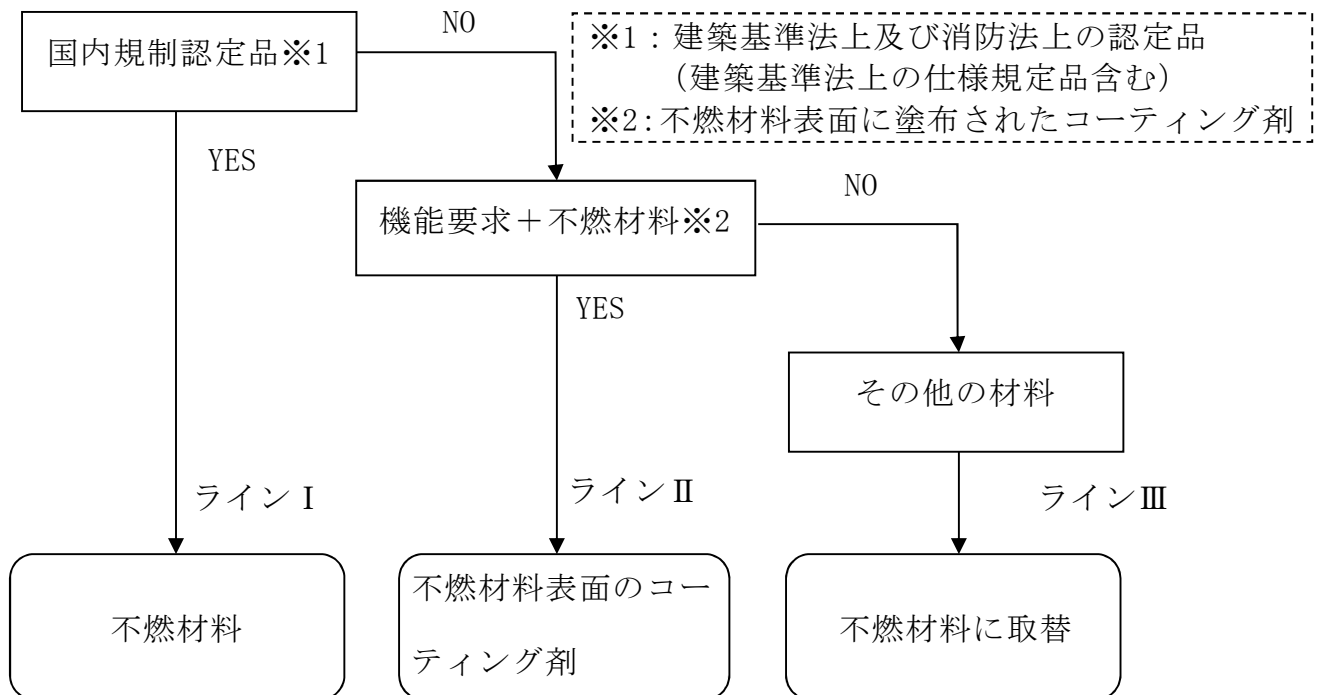 国内規制認定品※1
NO
※1：建築基準法上及び消防法上の認定品
（建築基準法上の仕様規定品含む）
※2：不燃材料表面に塗布されたコーティング剤
YES
機能要求＋不燃材料※2
NO
YES
その他の材料
ラインⅠ
ラインⅡ
ラインⅢ
不燃材料
不燃材料表面のコー
ティング剤
不燃材料に取替